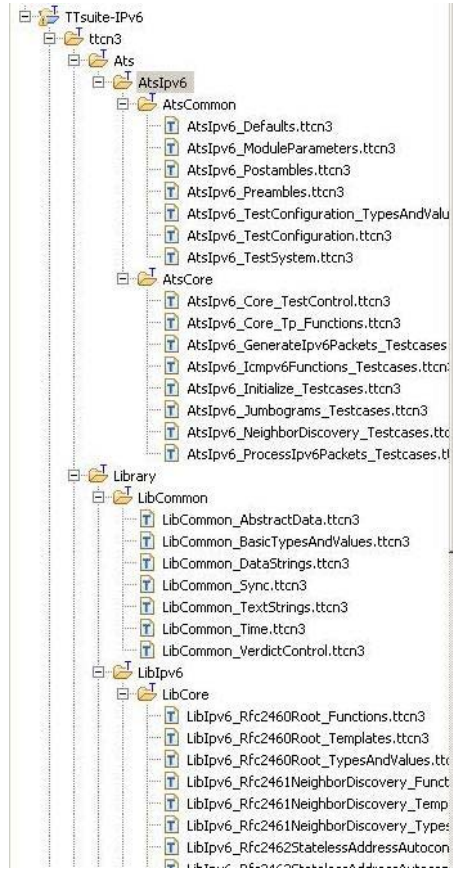 TTsuite-IPv6
ttcn3
Ats
AtsIpv6
AtsCommon
AtsIpv6_Defaults.ttcn3
AtsIpv6_ModuleParameters.ttcn3
AtsIpv6_Postambles.ttcn3
AtsIpv6_Preambles.ttcn3
AtsIpv6_TestConfiguration_TypesAndValu
AtsIpv6_TestConfiguration.ttcn3
AtsIpv6_TestSystem.ttcn3
AtsCore
AtsIpv6_Core_TestControl.ttcn3
AtsIpv6_Core_Tp_Functions.ttcn3
AtsIpv6_GenerateIpv6Packets_Testcases
AtsIpv6_Icmpv6Functions_Testcases.ttcn
AtsIpv6_Initialize_Testcases.ttcn3
AtsIpv6_Jumbograms_Testcases.ttcn3
AtsIpv6_NeighborDiscovery_Testcases.ttc
AtsIpv6_ProcessIpv6Packets_Testcases.t
Library
LibCommon
LibCommon_AbstractData.ttcn3
LibCommon_BasicTypesAndValues.ttcn3
LibCommon_DataStrings.ttcn3
LibCommon_Sync.ttcn3
LibCommon_TextStrings.ttcn3
LibCommon_Time.ttcn3
LibCommon_VerdictControl.ttcn3
LibIpv6
LibCore
LibIpv6_Rfc2460Root_Functions.ttcn3
LibIpv6_Rfc2460Root_Templates.ttcn3
LibIpv6_Rfc2460Root_TypesAndValues.ttc
LibIpv6_Rfc2461NeighborDiscovery_Funct
LibIpv6_Rfc2461NeighborDiscovery_Temp
LibIpv6_Rfc2461NeighborDiscovery_Types
LibIpv6_Rfc2462StatelessAddressAutocon